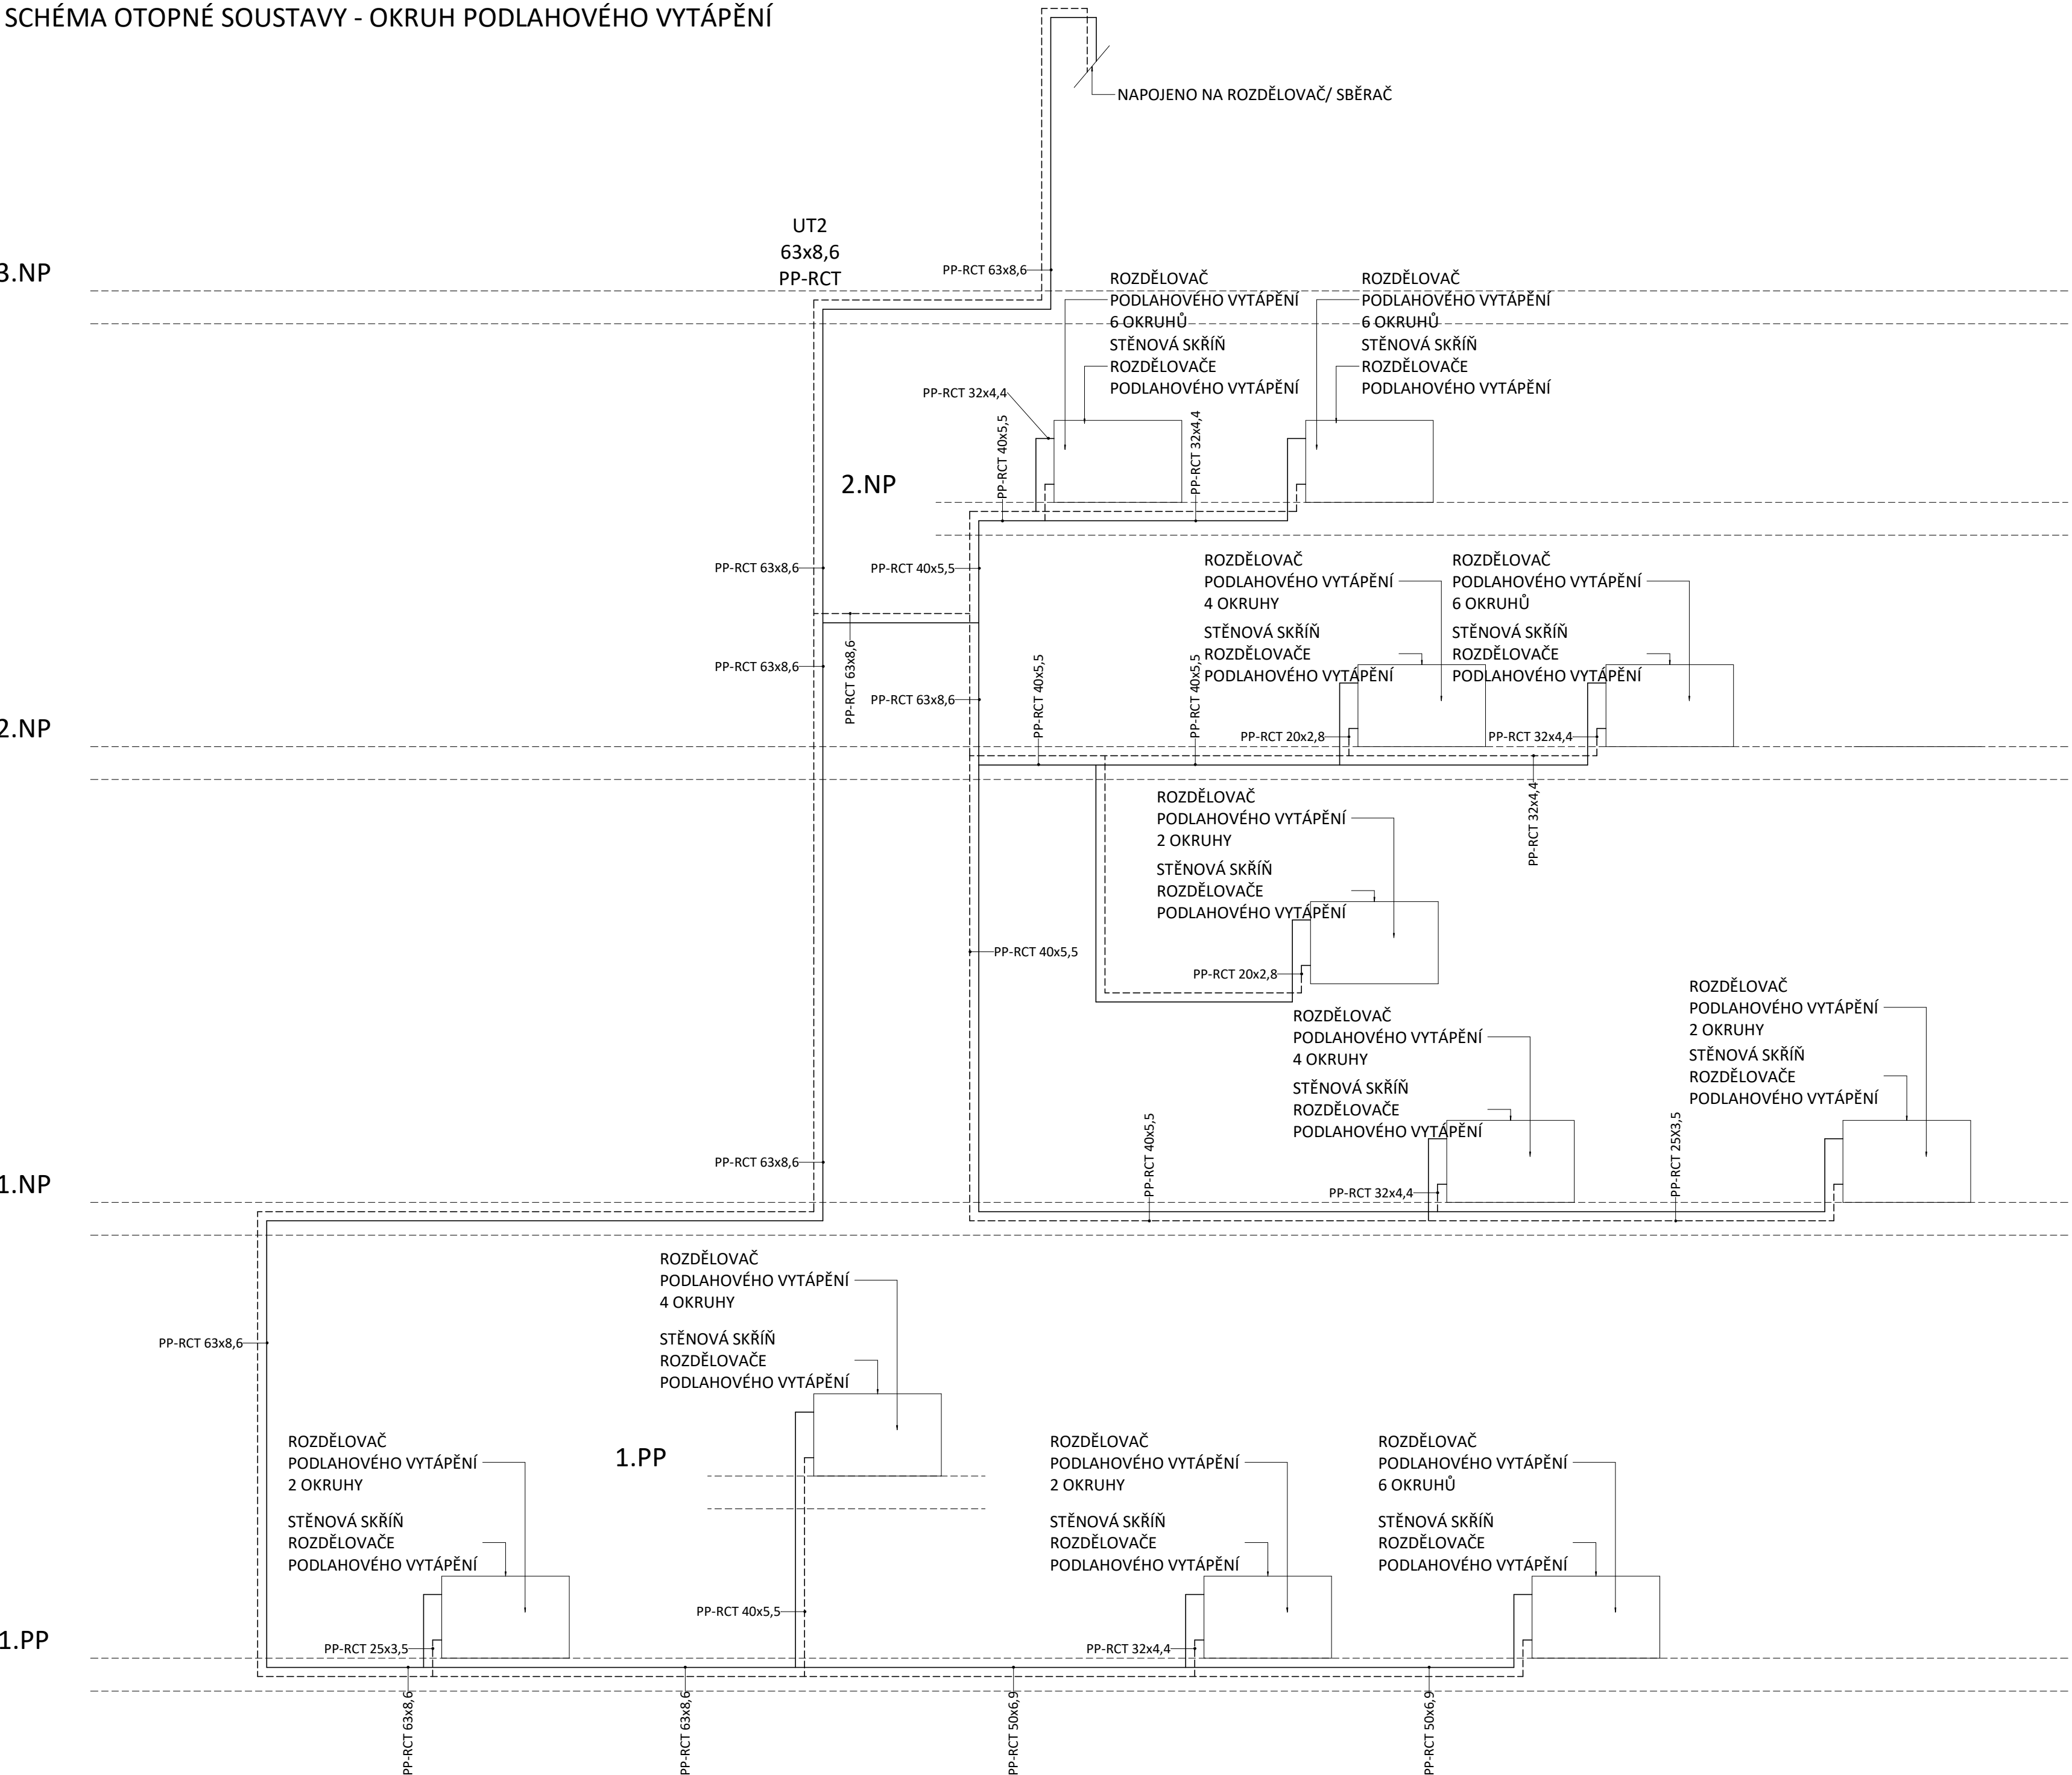 SCHÉMA OTOPNÉ SOUSTAVY - OKRUH PODLAHOVÉHO VYTÁPĚNÍ
NAPOJENO NA ROZDĚLOVAČ/ SBĚRAČ
UT2
63x8,6
PP-RCT
3.NP
PP-RCT 63x8,6
ROZDĚLOVAČ
PODLAHOVÉHO VYTÁPĚNÍ
6 OKRUHŮ
STĚNOVÁ SKŘÍŇ
ROZDĚLOVAČE
PODLAHOVÉHO VYTÁPĚNÍ
ROZDĚLOVAČ
PODLAHOVÉHO VYTÁPĚNÍ
6 OKRUHŮ
STĚNOVÁ SKŘÍŇ
ROZDĚLOVAČE
PODLAHOVÉHO VYTÁPĚNÍ
PP-RCT 32x4,4
PP-RCT 40x5,5
PP-RCT 32x4,4
2.NP
PP-RCT 63x8,6
PP-RCT 40x5,5
ROZDĚLOVAČ
PODLAHOVÉHO VYTÁPĚNÍ
4 OKRUHY
STĚNOVÁ SKŘÍŇ
ROZDĚLOVAČE
PODLAHOVÉHO VYTÁPĚNÍ
ROZDĚLOVAČ
PODLAHOVÉHO VYTÁPĚNÍ
6 OKRUHŮ
STĚNOVÁ SKŘÍŇ
ROZDĚLOVAČE
PODLAHOVÉHO VYTÁPĚNÍ
PP-RCT 63x8,6
PP-RCT 63x8,6
PP-RCT 63x8,6
PP-RCT 40x5,5
PP-RCT 40x5,5
2.NP
PP-RCT 20x2,8
PP-RCT 32x4,4
PP-RCT 32x4,4
ROZDĚLOVAČ
PODLAHOVÉHO VYTÁPĚNÍ
2 OKRUHY
STĚNOVÁ SKŘÍŇ
ROZDĚLOVAČE
PODLAHOVÉHO VYTÁPĚNÍ
PP-RCT 40x5,5
PP-RCT 20x2,8
ROZDĚLOVAČ
PODLAHOVÉHO VYTÁPĚNÍ
4 OKRUHY
STĚNOVÁ SKŘÍŇ
ROZDĚLOVAČE
PODLAHOVÉHO VYTÁPĚNÍ
ROZDĚLOVAČ
PODLAHOVÉHO VYTÁPĚNÍ
2 OKRUHY
STĚNOVÁ SKŘÍŇ
ROZDĚLOVAČE
PODLAHOVÉHO VYTÁPĚNÍ
PP-RCT 63x8,6
PP-RCT 40x5,5
PP-RCT 25X3,5
1.NP
PP-RCT 32x4,4
ROZDĚLOVAČ
PODLAHOVÉHO VYTÁPĚNÍ
4 OKRUHY
STĚNOVÁ SKŘÍŇ
ROZDĚLOVAČE
PODLAHOVÉHO VYTÁPĚNÍ
PP-RCT 63x8,6
1.PP
ROZDĚLOVAČ
PODLAHOVÉHO VYTÁPĚNÍ
2 OKRUHY
STĚNOVÁ SKŘÍŇ
ROZDĚLOVAČE
PODLAHOVÉHO VYTÁPĚNÍ
ROZDĚLOVAČ
PODLAHOVÉHO VYTÁPĚNÍ
2 OKRUHY
STĚNOVÁ SKŘÍŇ
ROZDĚLOVAČE
PODLAHOVÉHO VYTÁPĚNÍ
ROZDĚLOVAČ
PODLAHOVÉHO VYTÁPĚNÍ
6 OKRUHŮ
STĚNOVÁ SKŘÍŇ
ROZDĚLOVAČE
PODLAHOVÉHO VYTÁPĚNÍ
PP-RCT 40x5,5
1.PP
PP-RCT 25x3,5
PP-RCT 32x4,4
PP-RCT 63x8,6
PP-RCT 63x8,6
PP-RCT 50x6,9
PP-RCT 50x6,9